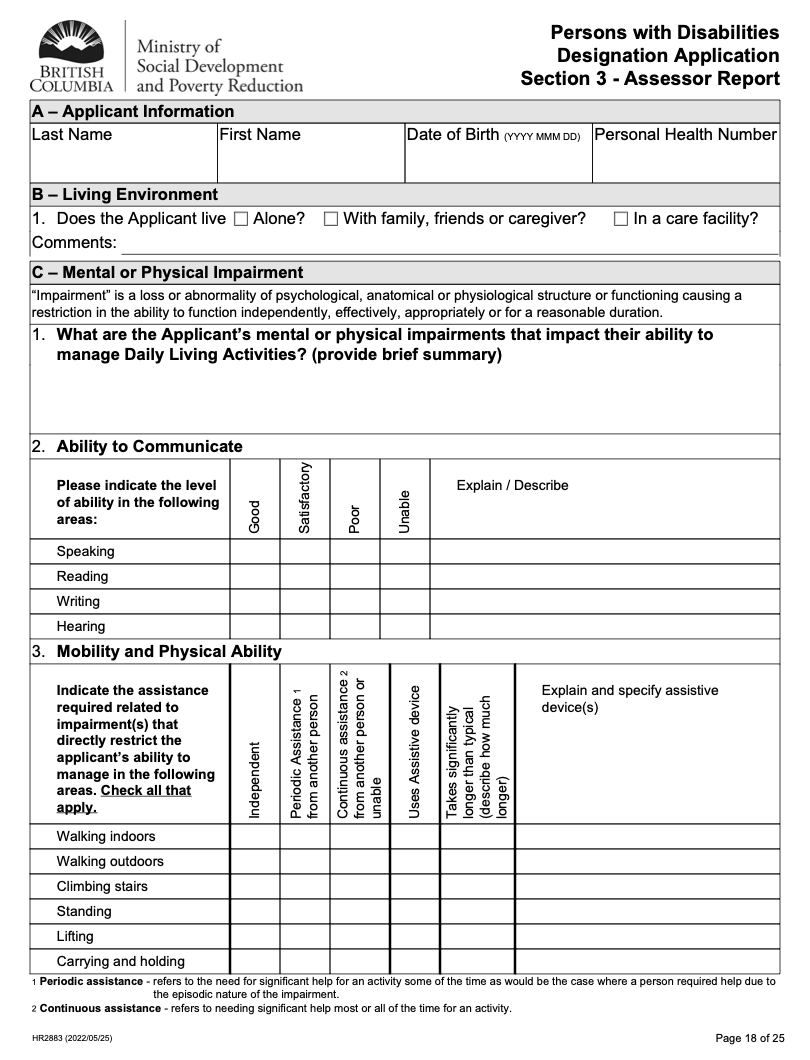 BRITISH
COLUMBIA
Ministry of
Social Development
and Poverty Reduction
Persons with Disabilities
Designation Application
Section 3 - Assessor Report
A – Applicant Information
Last Name
First Name
Date of Birth (YYYY MMM DD)
Personal Health Number
B – Living Environment
1. Does the Applicant live ☐ Alone? ☐ With family, friends or caregiver? ☐ In a care facility?
Comments:
C – Mental or Physical Impairment
“Impairment” is a loss or abnormality of psychological, anatomical or physiological structure or functioning causing a
restriction in the ability to function independently, effectively, appropriately or for a reasonable duration.
1. What are the Applicant’s mental or physical impairments that impact their ability to
manage Daily Living Activities? (provide brief summary)
2. Ability to Communicate
Please indicate the level
of ability in the following
areas:
Good
Satisfactory
Poor
Unable
Explain / Describe
Speaking
Reading
Writing
Hearing
3. Mobility and Physical Ability
Indicate the assistance
required related to
impairment(s) that
directly restrict the
applicant’s ability to
manage in the following
areas. Check all that
apply.
Independent
Periodic Assistance 1
from another person
Continuous assistance 2
from another person or
unable
Uses Assistive device
Takes significantly
longer than typical
(describe how much
longer)
Explain and specify assistive
device(s)
Walking indoors
Walking outdoors
Climbing stairs
Standing
Lifting
Carrying and holding
1 Periodic assistance - refers to the need for significant help for an activity some of the time as would be the case where a person required help due to
the episodic nature of the impairment.
2 Continuous assistance - refers to needing significant help most or all of the time for an activity.
HR2883 (2022/05/25)
Page 18 of 25